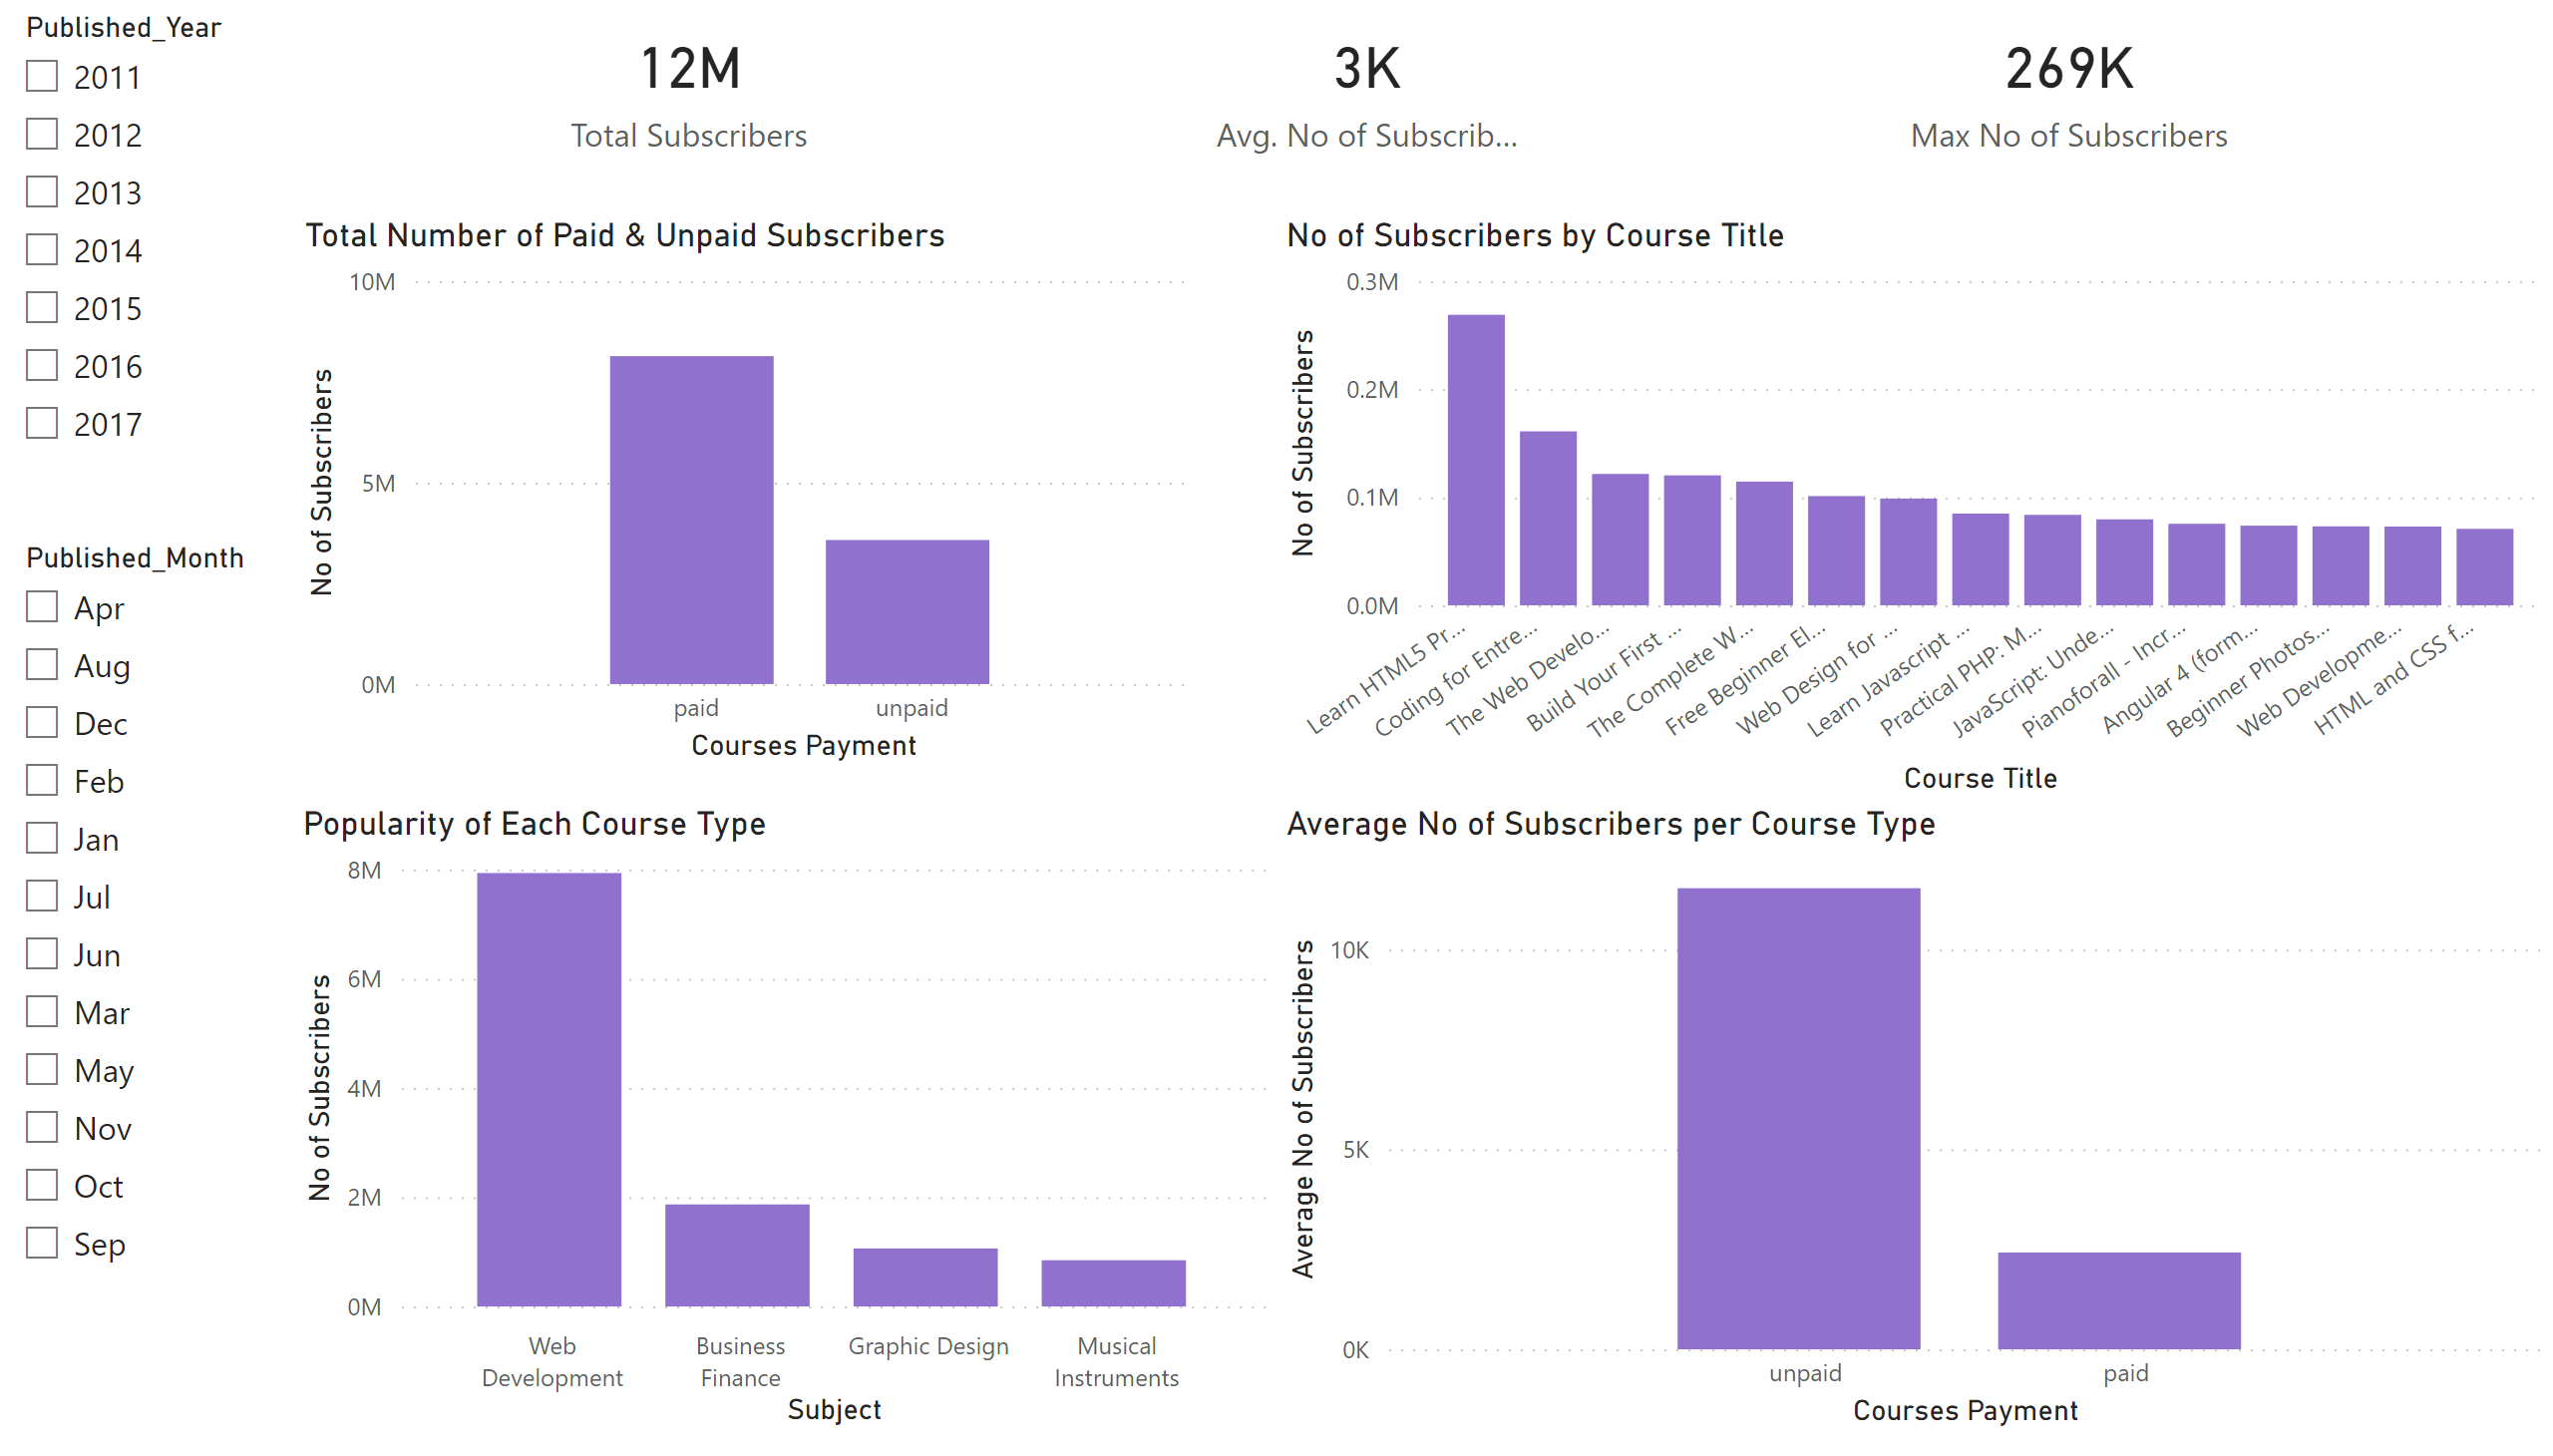 Published_Year
2011
2012
2013
2014
2015
2016
2017
Published_Month
Apr
Aug
Dec
Feb
Jan
Jul
Jun
Mar
May
Nov
Oct
Sep
12M
Total Subscribers
3K
Avg. No of Subscrib...
269K
Max No of Subscribers
Total Number of Paid & Unpaid Subscribers
No of Subscribers
10M
5M
0M
paid
unpaid
Courses Payment
No of Subscribers by Course Title
No of Subscribers
0.3M
0.2M
0.1M
0.0M
Learn HTML5 Pr...
Coding for Entre...
The Web Develo...
Build Your First ...
The Complete W...
Free Beginner El...
Web Design for ...
Learn Javascript ...
Practical PHP: M...
JavaScript: Unde...
Pianoforall - Incr...
Angular 4 (form...
Beginner Photos...
Web Developme...
HTML and CSS f...
Course Title
Popularity of Each Course Type
No of Subscribers
8M
6M
4M
2M
0M
Web
Development
Business
Finance
Graphic Design
Musical
Instruments
Subject
Average No of Subscribers per Course Type
Average No of Subscribers
10K
5K
0K
unpaid
paid
Courses Payment